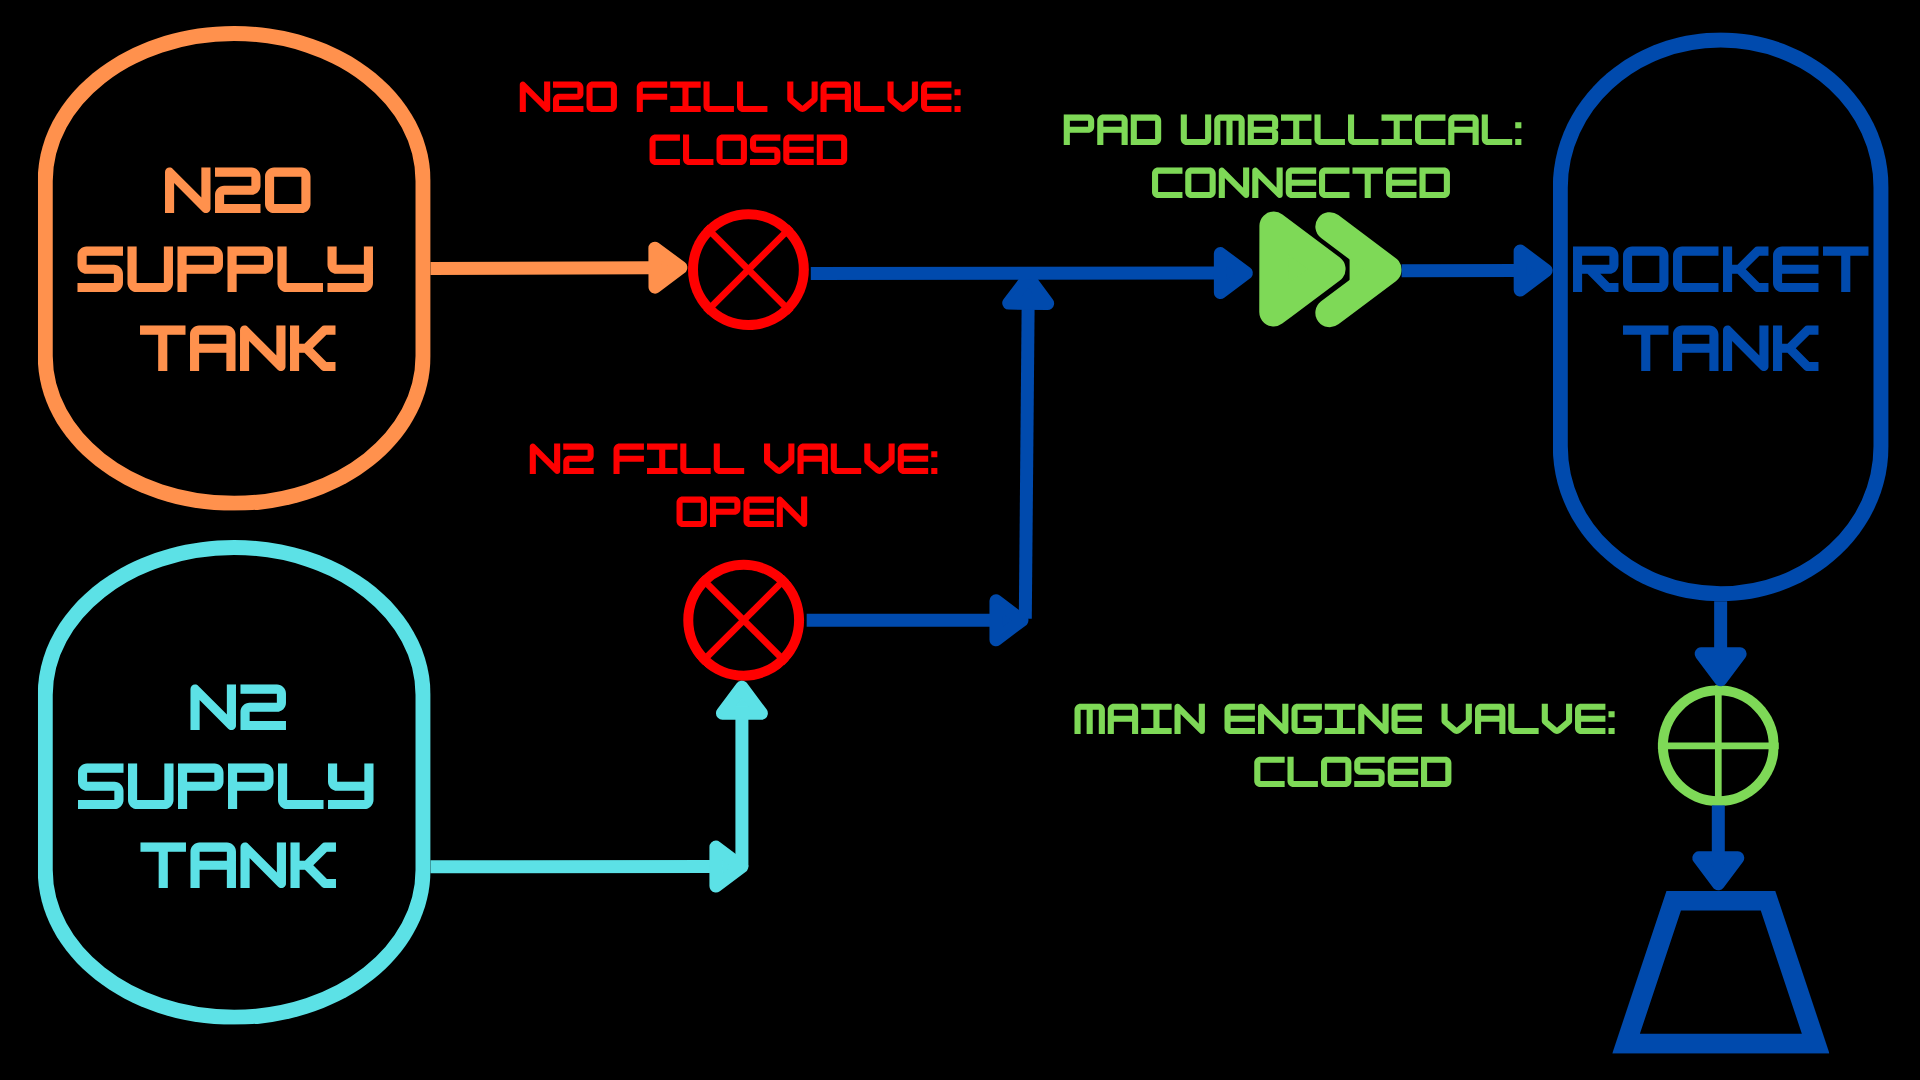 N2O
SUPPLY
TANK
N2O FILL VALVE:
CLOSED
PAD UMBILLICAL:
CONNECTED
ROCKET
TANK
N2 FILL VALVE:
OPEN
N2
SUPPLY
TANK
MAIN ENGINE VALVE:
CLOSED